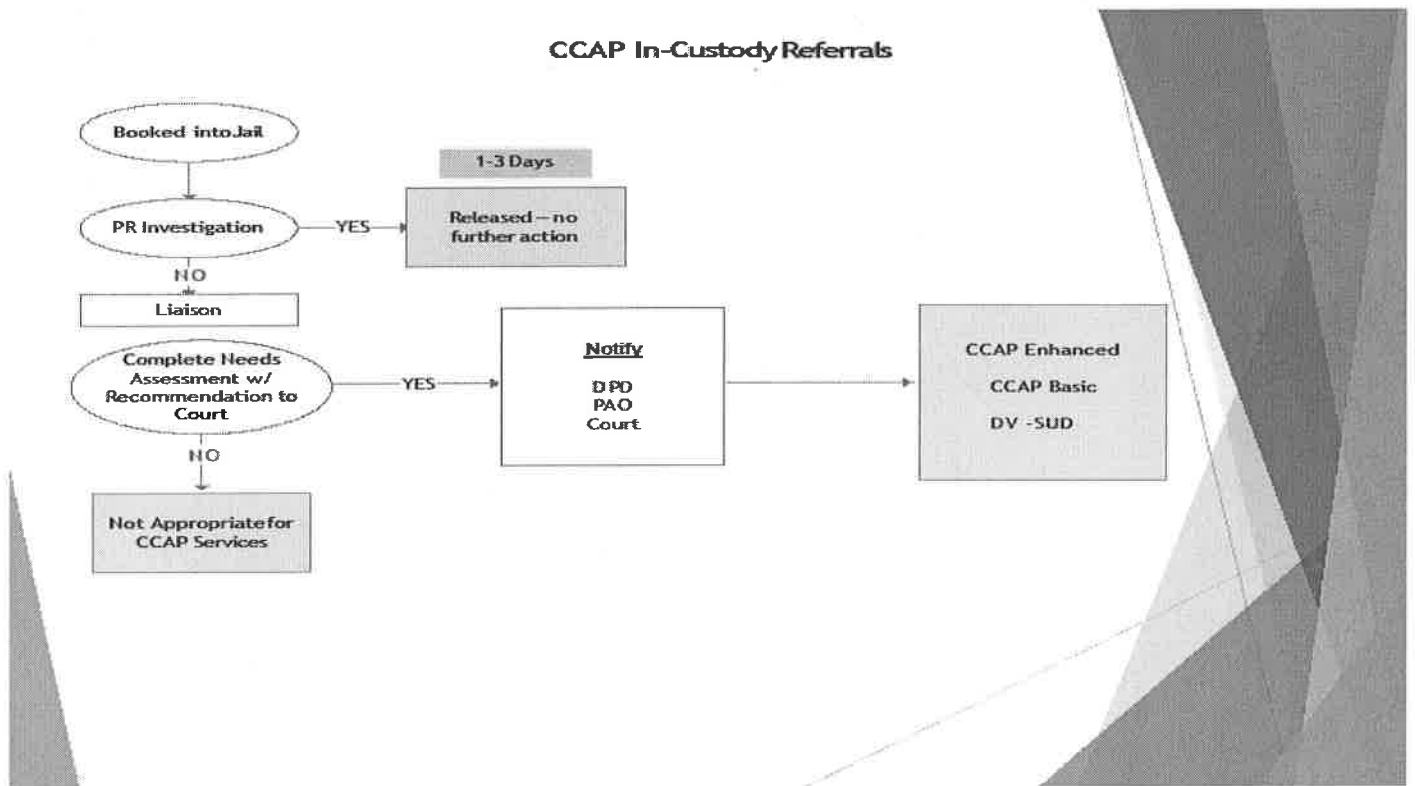 CCAP In-Custody Referrals
Booked into Jail
1-3 Days
PR Investigation
YES
Released – no
further action
NO
Liaison
Complete Needs
Assessment w/
Recommendation to
Court
YES
Notify
DPD
PAO
Court
CCAP Enhanced
CCAP Basic
DV -SUD
NO
Not Appropriate for
CCAP Services